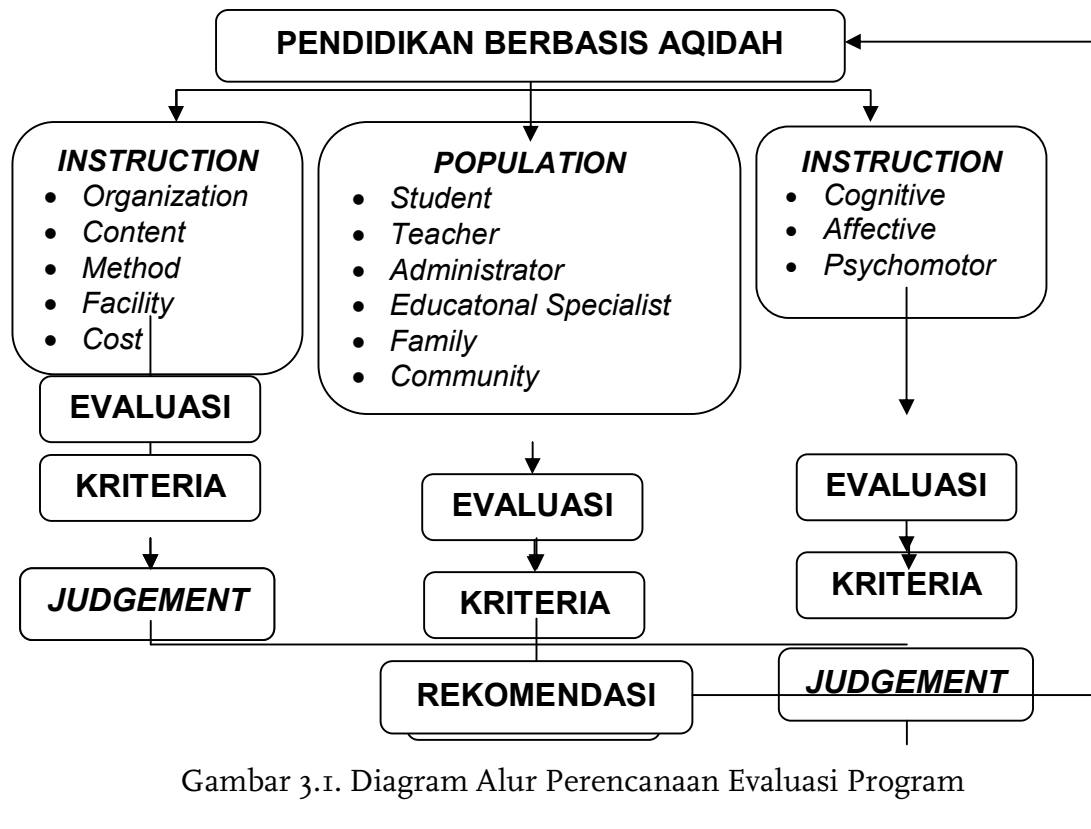 PENDIDIKAN BERBASIS AQIDAH
INSTRUCTION
• Organization
• Content
• Method
• Facility
• Cost
EVALUASI
KRITERIA
JUDGEMENT
POPULATION
• Student
• Teacher
• Administrator
• Educatonal Specialist
• Family
• Community
EVALUASI
KRITERIA
REKOMENDASI
INSTRUCTION
• Cognitive
• Affective
• Psychomotor
EVALUASI
KRITERIA
JUDGEMENT
Gambar 3.1. Diagram Alur Perencanaan Evaluasi Program